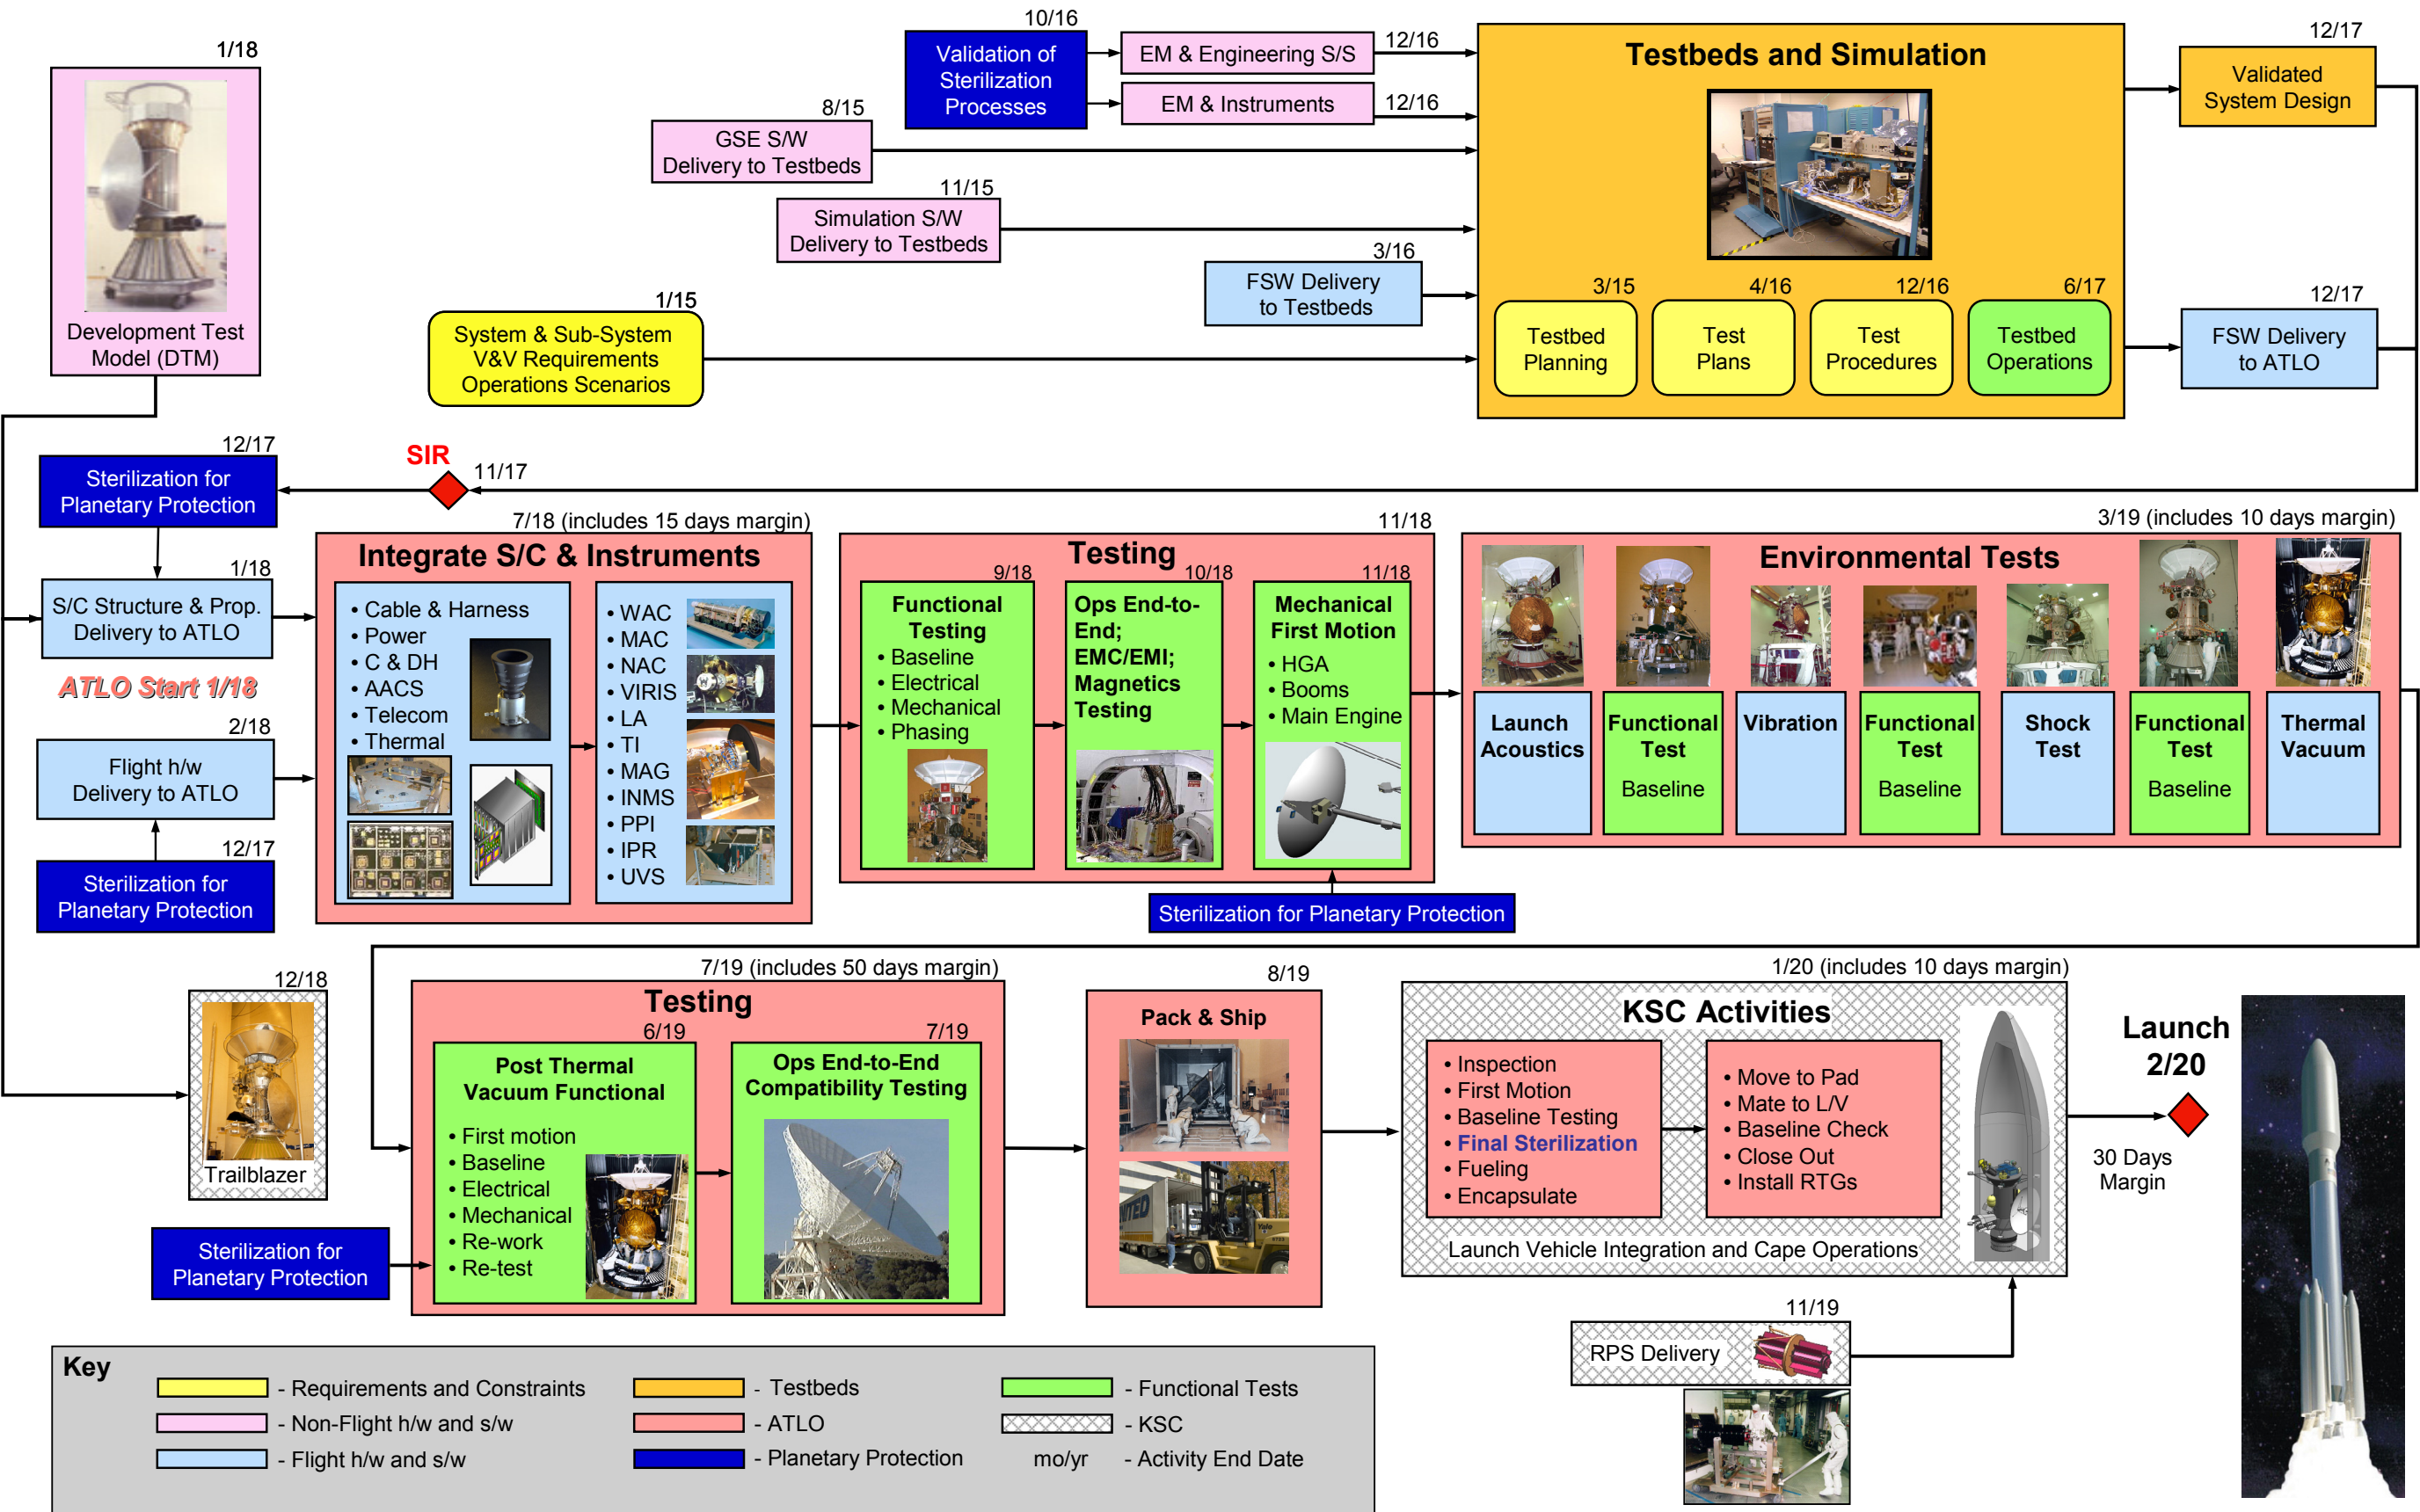 1/18
Development Test
Model (DTM)
10/16
Validation of
Sterilization
Processes
EM & Engineering S/S
12/16
EM & Instruments
12/16
8/15
GSE S/W
Delivery to Testbeds
11/15
Simulation S/W
Delivery to Testbeds
3/16
FSW Delivery
to Testbeds
1/15
System & Sub-System
V&V Requirements
Operations Scenarios
Testbeds and Simulation
3/15
Testbed
Planning
4/16
Test
Plans
12/16
Test
Procedures
6/17
Testbed
Operations
12/17
Validated
System Design
12/17
FSW Delivery
to ATLO
12/17
Sterilization for
Planetary Protection
SIR
11/17
1/18
S/C Structure & Prop.
Delivery to ATLO
ATLO Start 1/18
2/18
Flight h/w
Delivery to ATLO
12/17
Sterilization for
Planetary Protection
7/18 (includes 15 days margin)
Integrate S/C & Instruments
• Cable & Harness
• Power
• C & DH
• AACS
• Telecom
• Thermal
• WAC
• MAC
• NAC
• VIRIS
• LA
• TI
• MAG
• INMS
• PPI
• IPR
• UVS
11/18
Testing
9/18
Functional
Testing
• Baseline
• Electrical
• Mechanical
• Phasing
10/18
Ops End-to-
End;
EMC/EMI;
Magnetics
Testing
11/18
Mechanical
First Motion
• HGA
• Booms
• Main Engine
Sterilization for Planetary Protection
3/19 (includes 10 days margin)
Environmental Tests
Launch
Acoustics
Functional
Test
Baseline
Vibration
Functional
Test
Baseline
Shock
Test
Functional
Test
Baseline
Thermal
Vacuum
12/18
Trailblazer
Sterilization for
Planetary Protection
7/19 (includes 50 days margin)
Testing
6/19
Post Thermal
Vacuum Functional
• First motion
• Baseline
• Electrical
• Mechanical
• Re-work
• Re-test
7/19
Ops End-to-End
Compatibility Testing
8/19
Pack & Ship
UNITED
Yale
1/20 (includes 10 days margin)
KSC Activities
• Inspection
• First Motion
• Baseline Testing
• Final Sterilization
• Fueling
• Encapsulate
• Move to Pad
• Mate to L/V
• Baseline Check
• Close Out
• Install RTGs
Launch Vehicle Integration and Cape Operations
Launch
2/20
30 Days
Margin
11/19
RPS Delivery
Key
- Requirements and Constraints
- Non-Flight h/w and s/w
- Flight h/w and s/w
- Testbeds
- ATLO
- Planetary Protection
- Functional Tests
- KSC
mo/yr - Activity End Date